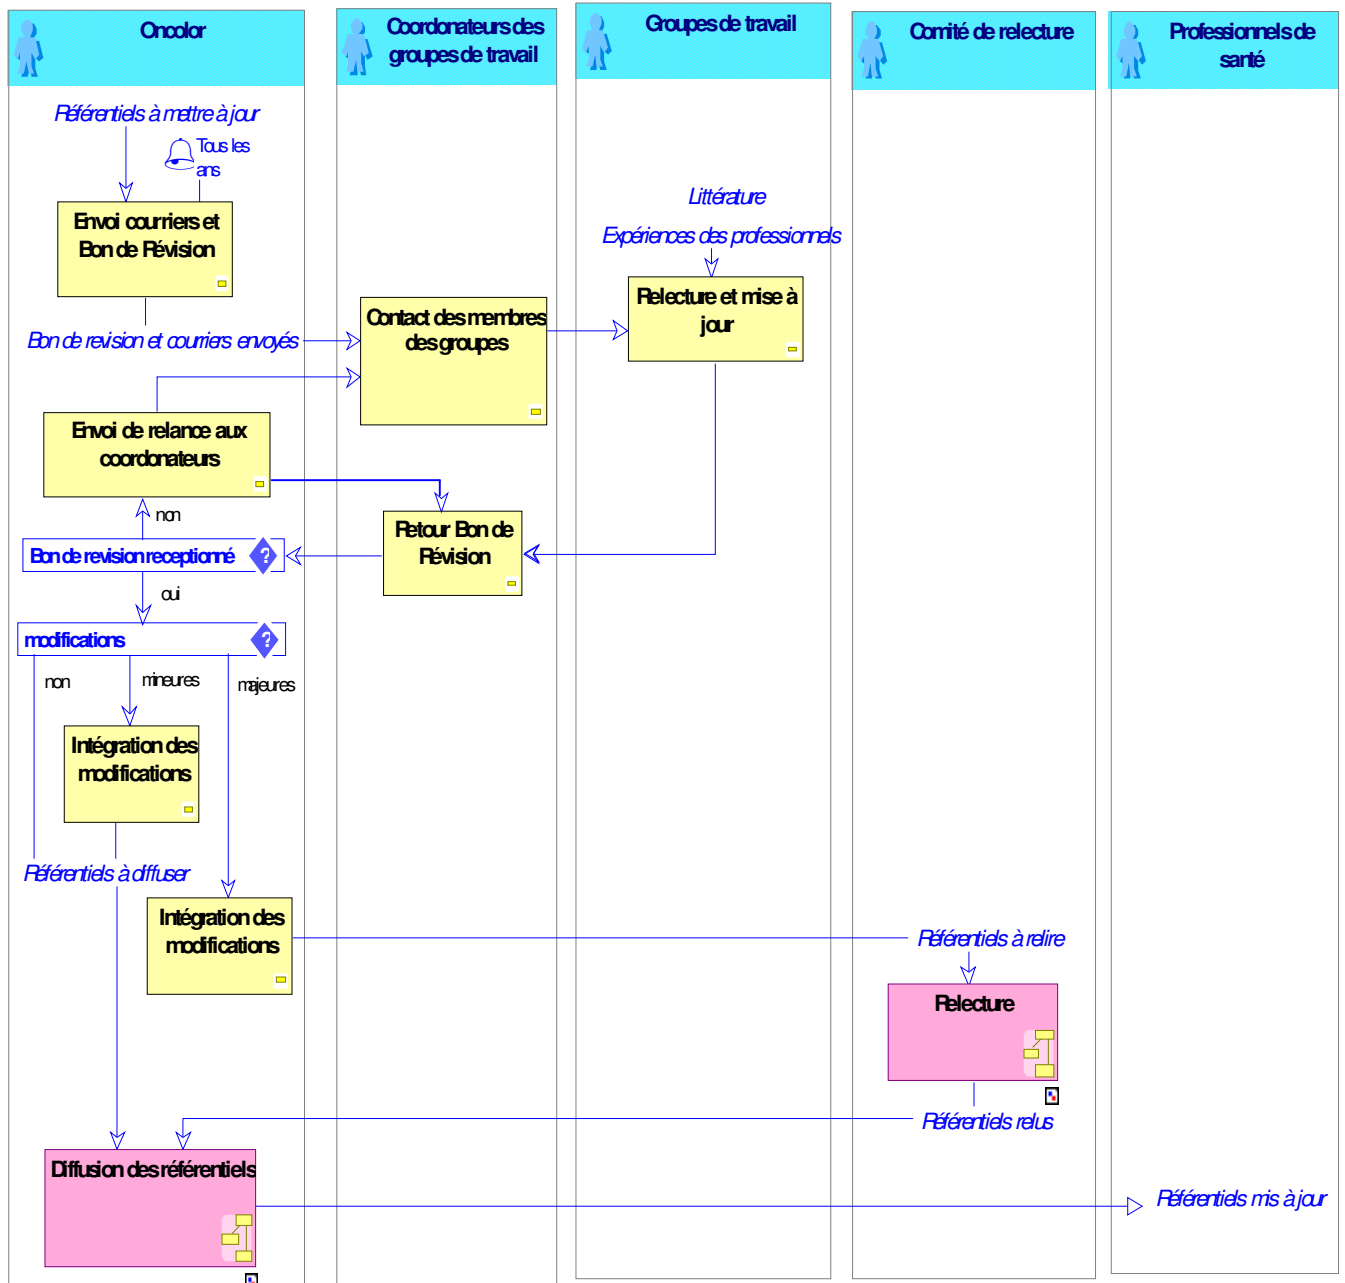 Oncolor
Coordonateurs des
groupes de travail
Groupes de travail
Comité de relecture
Professionnels de
santé
Référentiels à mettre à jour
Tous les
ans
Envoi courriers et
Bon de Révision
Littérature
Expériences des professionnels
Relecture et mise à
jour
Contact des membres
des groupes
Bon de revision et courriers envoyés
Envoi de relance aux
coordonateurs
non
Retour Bon de
Révision
Bon de revision receptionné
?
oui
modifications
?
non
mineures
majeures
Intégration des
modifications
Référentiels à diffuser
Intégration des
modifications
Référentiels à relire
Relecture
Référentiels relus
Diffusion des référentiels
Référentiels mis à jour